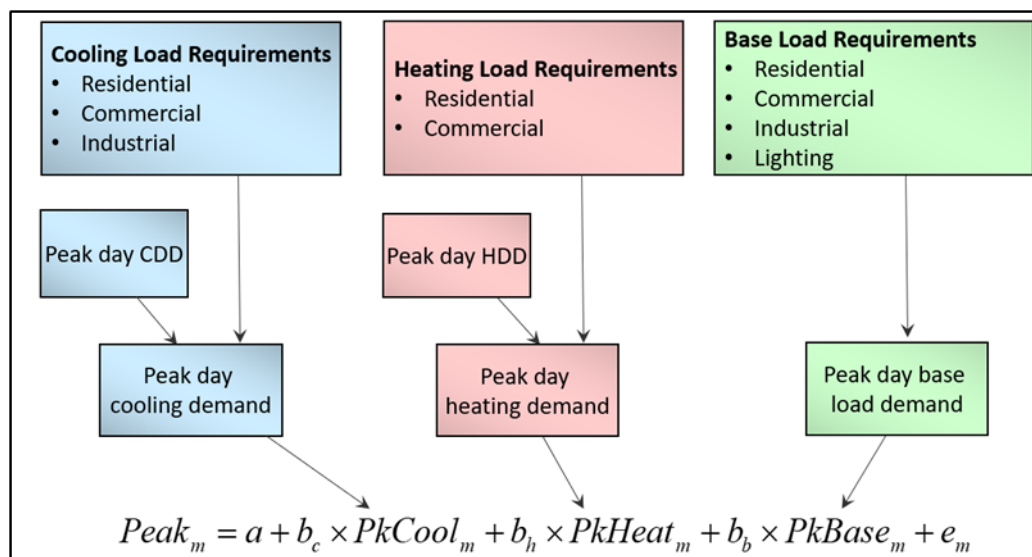 Cooling Load Requirements
• Residential
• Commercial
• Industrial
Heating Load Requirements
• Residential
• Commercial
Base Load Requirements
• Residential
• Commercial
• Industrial
• Lighting
Peak day CDD
Peak day HDD
Peak day
cooling demand
Peak day
heating demand
Peak day base
load demand
Peak_m = a + b_c × PkCool_m + b_h × PkHeat_m + b_b × PkBase_m + e_m